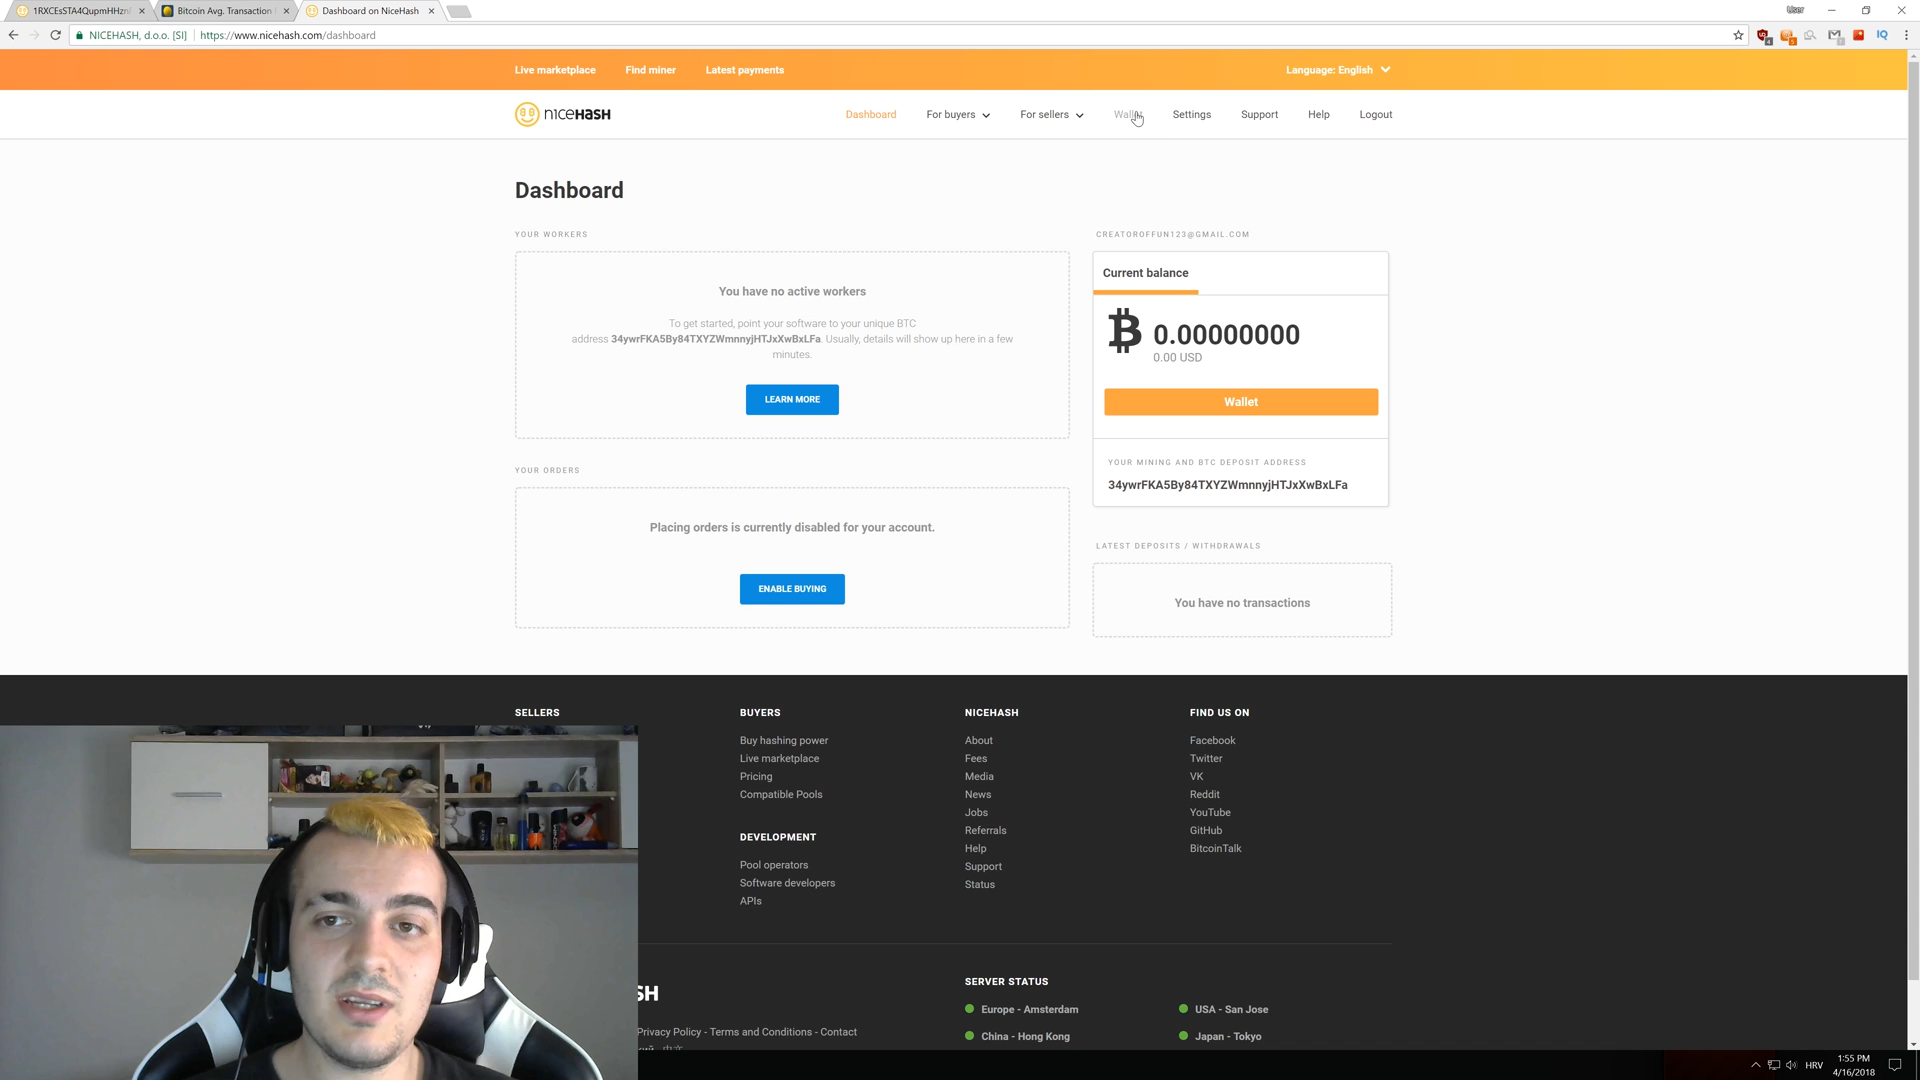 1RXCEsSTA4QupmHHzn
Bitcoin Avg. Transaction
Dashboard on NiceHash
User
NICEHASH, d.o.o. [SI]
https://www.nicehash.com/dashboard
Live marketplace
Find miner
Latest payments
Language: English
NICEHASH
Dashboard
For buyers
For sellers
Wallet
Settings
Support
Help
Logout
Dashboard
YOUR WORKERS
You have no active workers
To get started, point your software to your unique BTC
address 34ywrFKA5By84TXYZWmnnyjHTJxXwBxLFa. Usually, details will show up here in a few
minutes.
LEARN MORE
YOUR ORDERS
Placing orders is currently disabled for your account.
ENABLE BUYING
CREATOROFFUN123@GMAIL.COM
Current balance
0.00000000
0.00 USD
Wallet
YOUR MINING AND BTC DEPOSIT ADDRESS
34ywrFKA5By84TXYZWmnnyjHTJxXwBxLFa
LATEST DEPOSITS / WITHDRAWALS
You have no transactions
SELLERS
BUYERS
Buy hashing power
Live marketplace
Pricing
Compatible Pools
DEVELOPMENT
Pool operators
Software developers
APIs
NICEHASH
About
Fees
Media
News
Jobs
Referrals
Help
Support
Status
FIND US ON
Facebook
Twitter
VK
Reddit
YouTube
GitHub
BitcoinTalk
SH
Privacy Policy - Terms and Conditions - Contact
SERVER STATUS
Europe - Amsterdam
USA - San Jose
China - Hong Kong
Japan - Tokyo
HRV
1:55 PM
4/16/2018